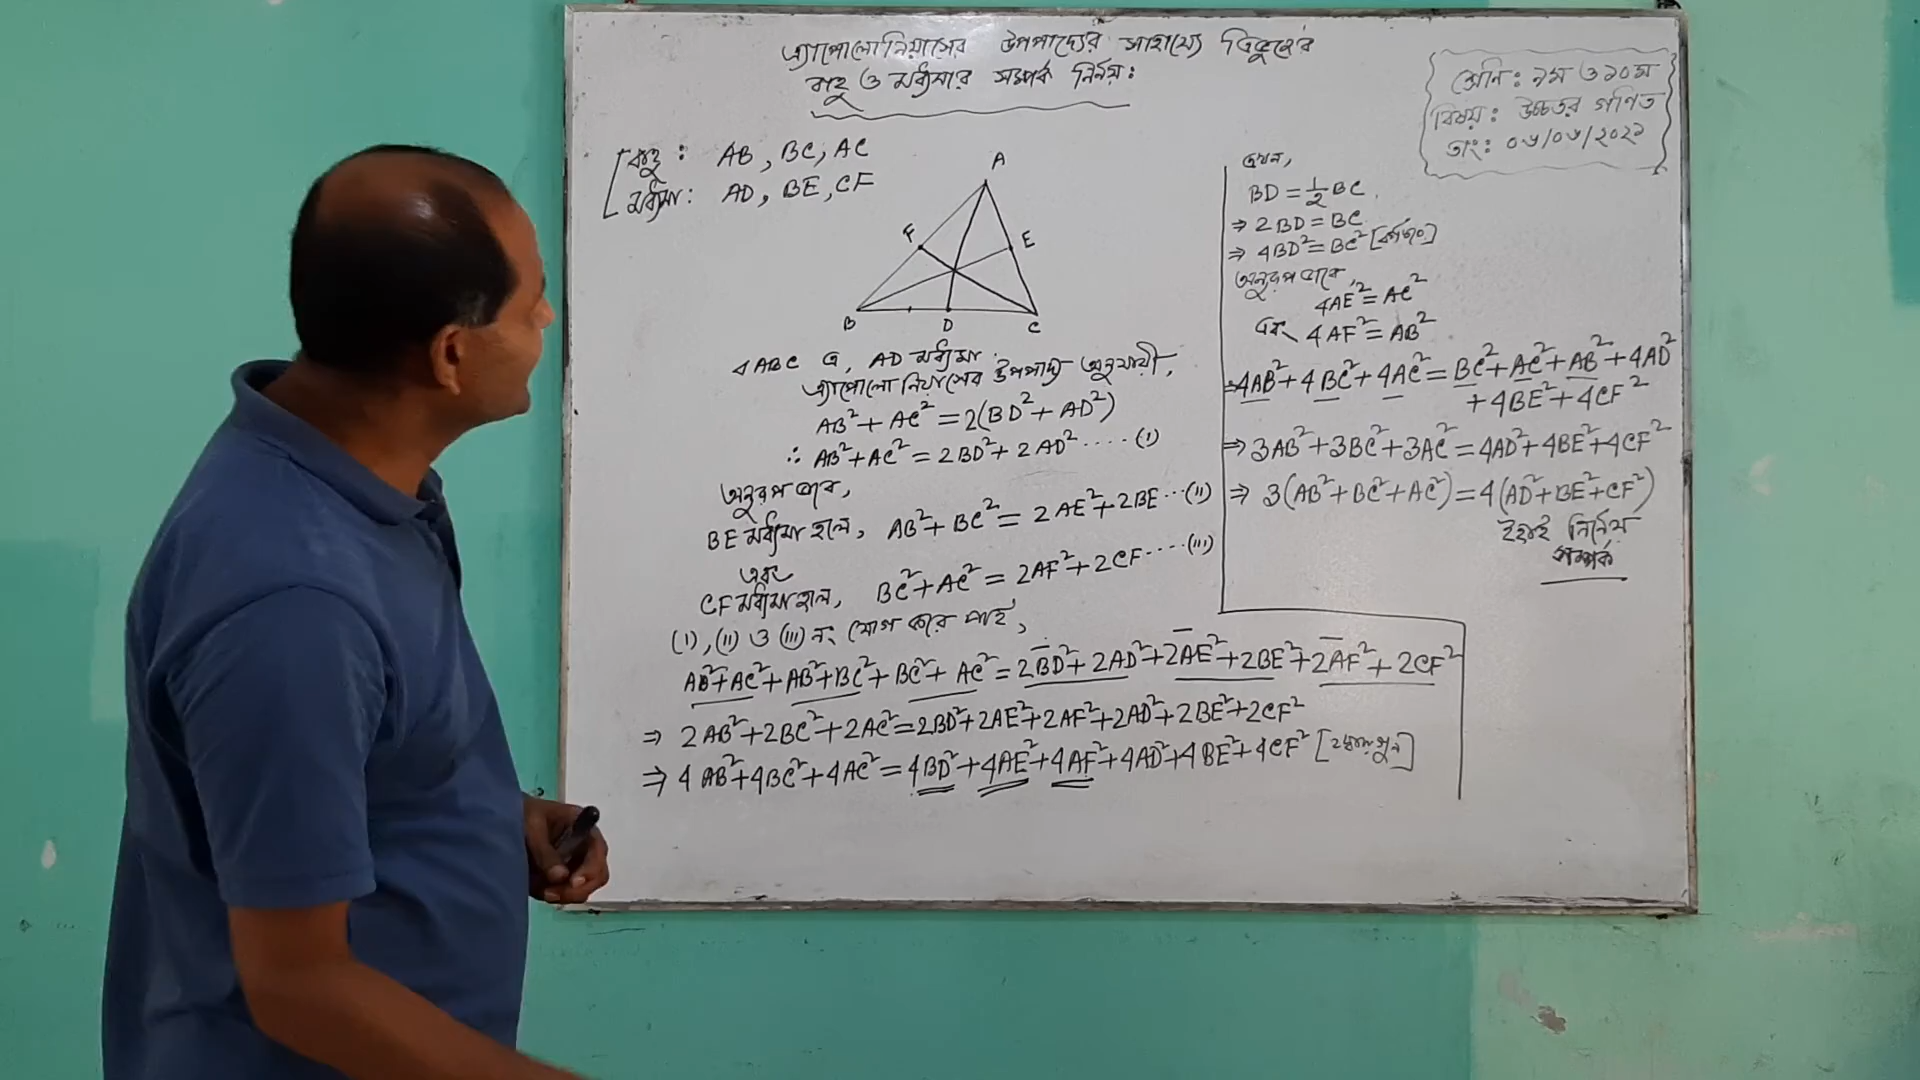 এ্যাপোলোনিয়াসের উপপাদ্যের সাহায্যে ত্রিভুজের
বাহু ও মধ্যমার সম্পর্ক নির্ণয়:
শ্রেণি: ৯ম ও ১০ম
বিষয়: উচ্চতর গণিত
তাং: ০৬/০৬/২০২১
বাহু : AB, BC, AC
মধ্যমা: AD, BE, CF
A
F
E
B
D
C
△ABC এ, AD মধ্যমা.
এ্যাপোলোনিয়াসের উপপাদ্য অনুযায়ী,
AB²+AC² = 2(BD²+AD²)
∴ AB²+AC² = 2BD²+2AD² ..... (I)
অনুরূপ ভাবে,
BE মধ্যমা হলে, AB²+BC² = 2AE²+2BE ...(II)
এবং
CF মধ্যমা হলে, BC²+AC² = 2AF²+2CF ....(III)
(I), (II) ও (III) নং যোগ করে পাই,
AB²+AC²+AB²+BC²+BC²+AC² = 2BD²+2AD²+2AE²+2BE²+2AF²+2CF²
⇒ 2AB²+2BC²+2AC² = 2BD²+2AE²+2AF²+2AD²+2BE²+2CF²
⇒ 4AB²+4BC²+4AC² = 4BD²+4AE²+4AF²+4AD²+4BE²+4CF² [2 দ্বারা গুন]
এখন,
BD = 1/2 BC.
⇒ 2BD = BC
⇒ 4BD² = BC² [বর্গ করে]
অনুরূপ ভাবে,
4AE² = AC²
এবং 4AF² = AB²
⇒ 4AB²+4BC²+4AC² = BC²+AC²+AB²+4AD²
+4BE²+4CF²
⇒ 3AB²+3BC²+3AC² = 4AD²+4BE²+4CF²
⇒ 3(AB²+BC²+AC²) = 4(AD²+BE²+CF²)
ইহাই নির্ণেয়
সম্পর্ক